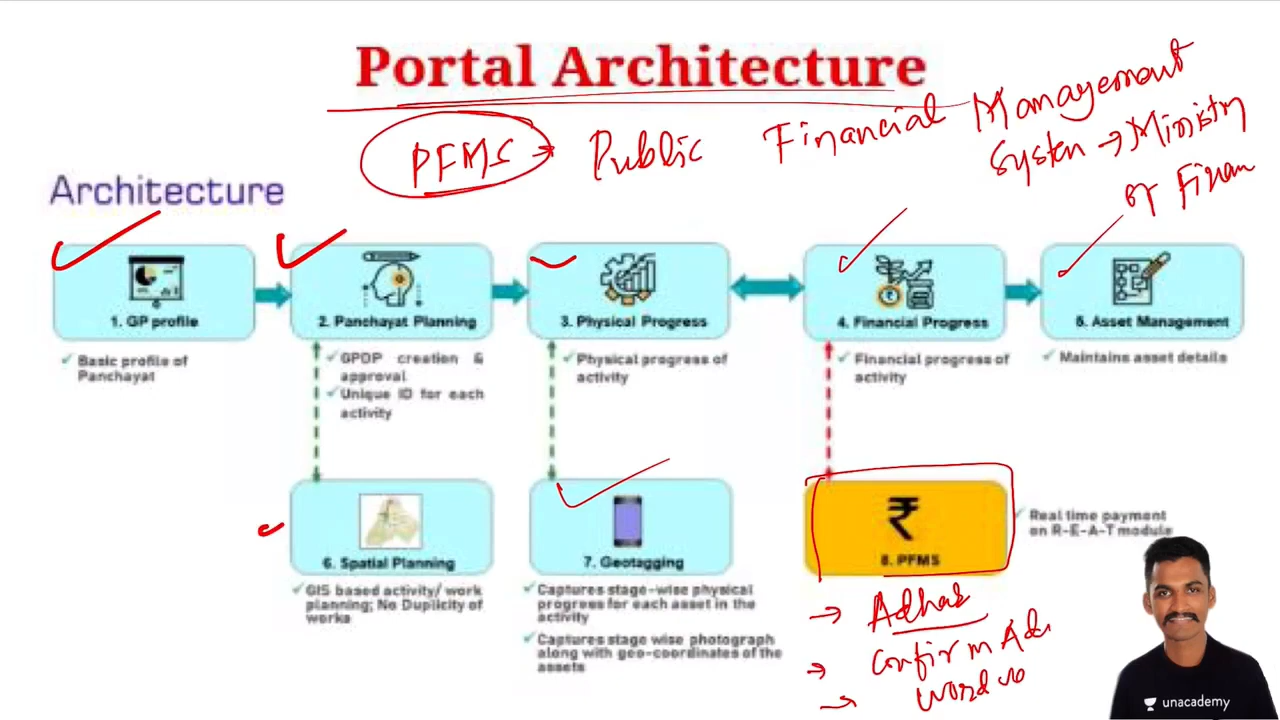 Portal Architecture
PFMS → Public Financial Management
System → Ministry
of Finan
Architecture
1. GP profile
✓ Basic profile of
Panchayat
2. Panchayat Planning
✓ GPDP creation &
approval
✓ Unique ID for each
activity
3. Physical Progress
✓ Physical progress of
activity
4. Financial Progress
✓ Financial progress of
activity
5. Asset Management
✓ Maintains asset details
6. Spatial Planning
✓ GIS based activity/ work
planning; No Duplicity of
works
7. Geotagging
✓ Captures stage-wise physical
progress for each asset in the
activity
✓ Captures stage wise photograph
along with geo-coordinates of the
assets
₹
8. PFMS
✓ Real time payment
on R-E-A-T module
→ Adhar
→ Confirm
→ no
unacademy